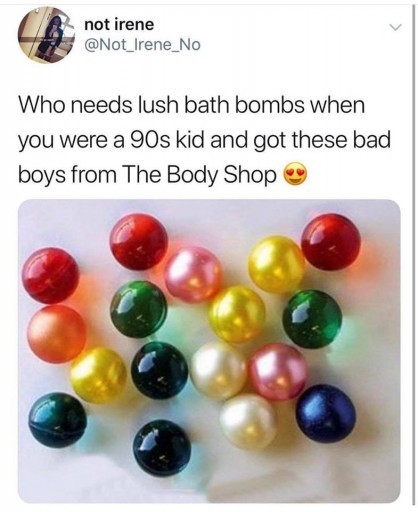 not irene
@Not_Irene_No
Who needs lush bath bombs when
you were a 90s kid and got these bad
boys from The Body Shop 😍